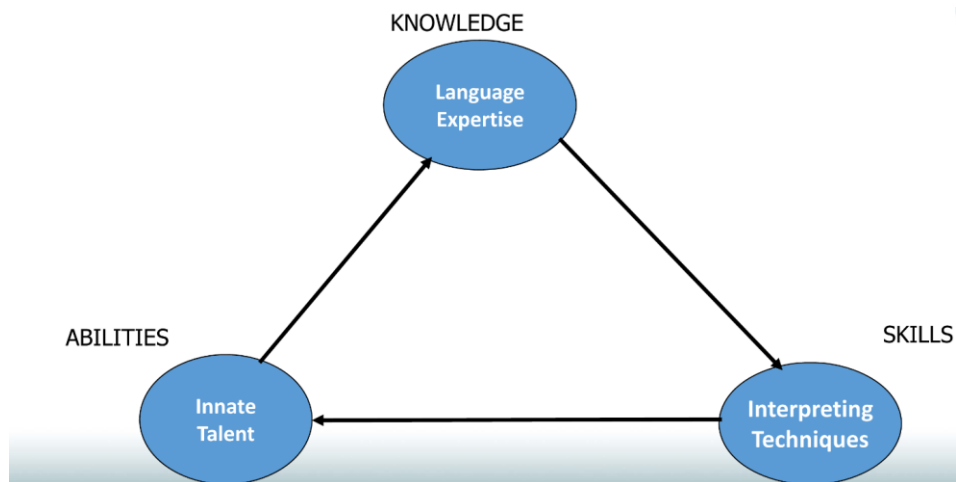 KNOWLEDGE
Language
Expertise
ABILITIES
SKILLS
Innate
Talent
Interpreting
Techniques